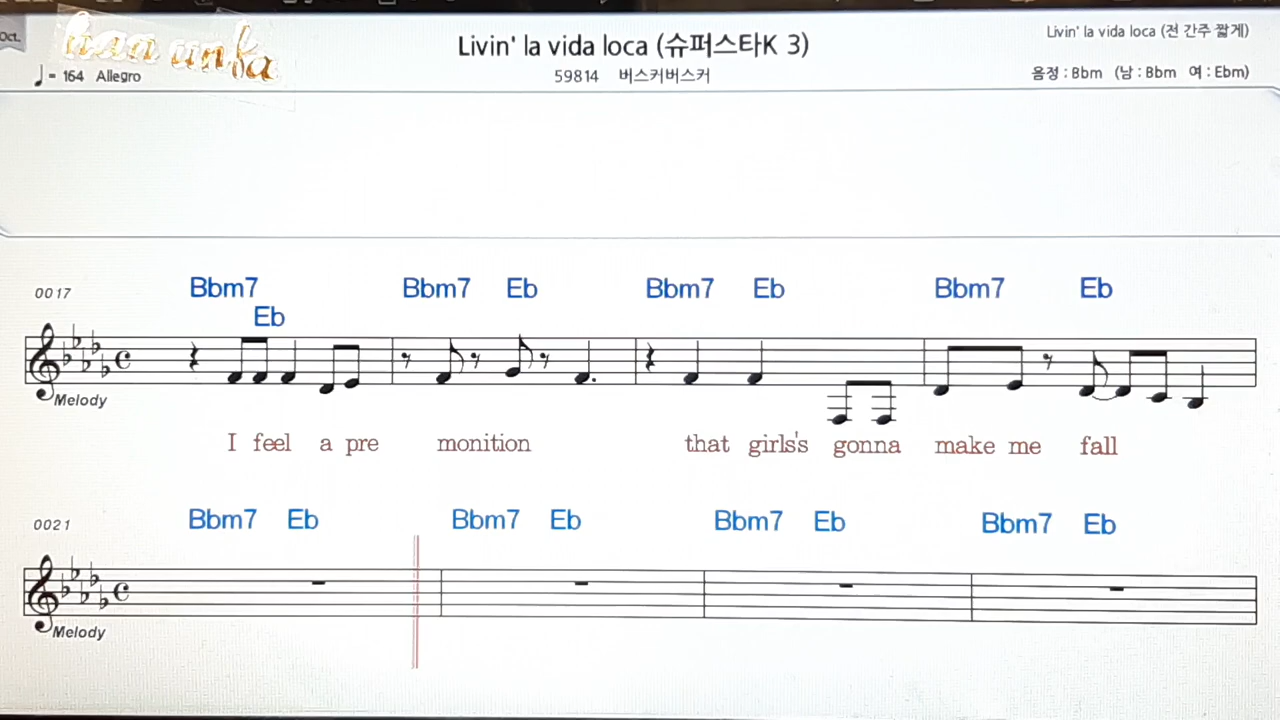 Oct.
han unfa
Livin' la vida loca (슈퍼스타K 3)
Livin' la vida loca (전 간주 짧게)
♩ = 164 Allegro
59814 버스커버스커
음정 : Bbm (남 : Bbm 여 : Ebm)
0017 Bbm7 Bbm7 Eb Bbm7 Eb Bbm7 Eb
Eb
Melody
I feel a pre monition that girls's gonna make me fall
0021 Bbm7 Eb Bbm7 Eb Bbm7 Eb Bbm7 Eb
Melody